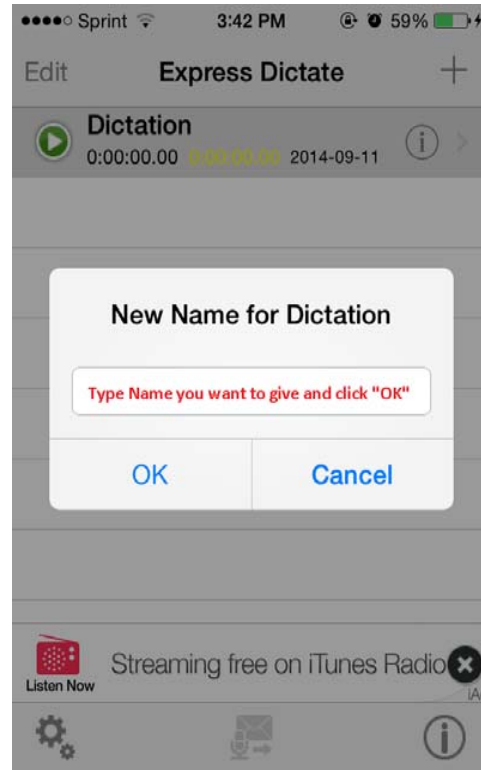 Sprint 3:42 PM 59%
Edit Express Dictate +
Dictation
0:00:00.00 0:00:00.00 2014-09-11
New Name for Dictation
Type Name you want to give and click "OK"
OK Cancel
Streaming free on iTunes Radio
Listen Now